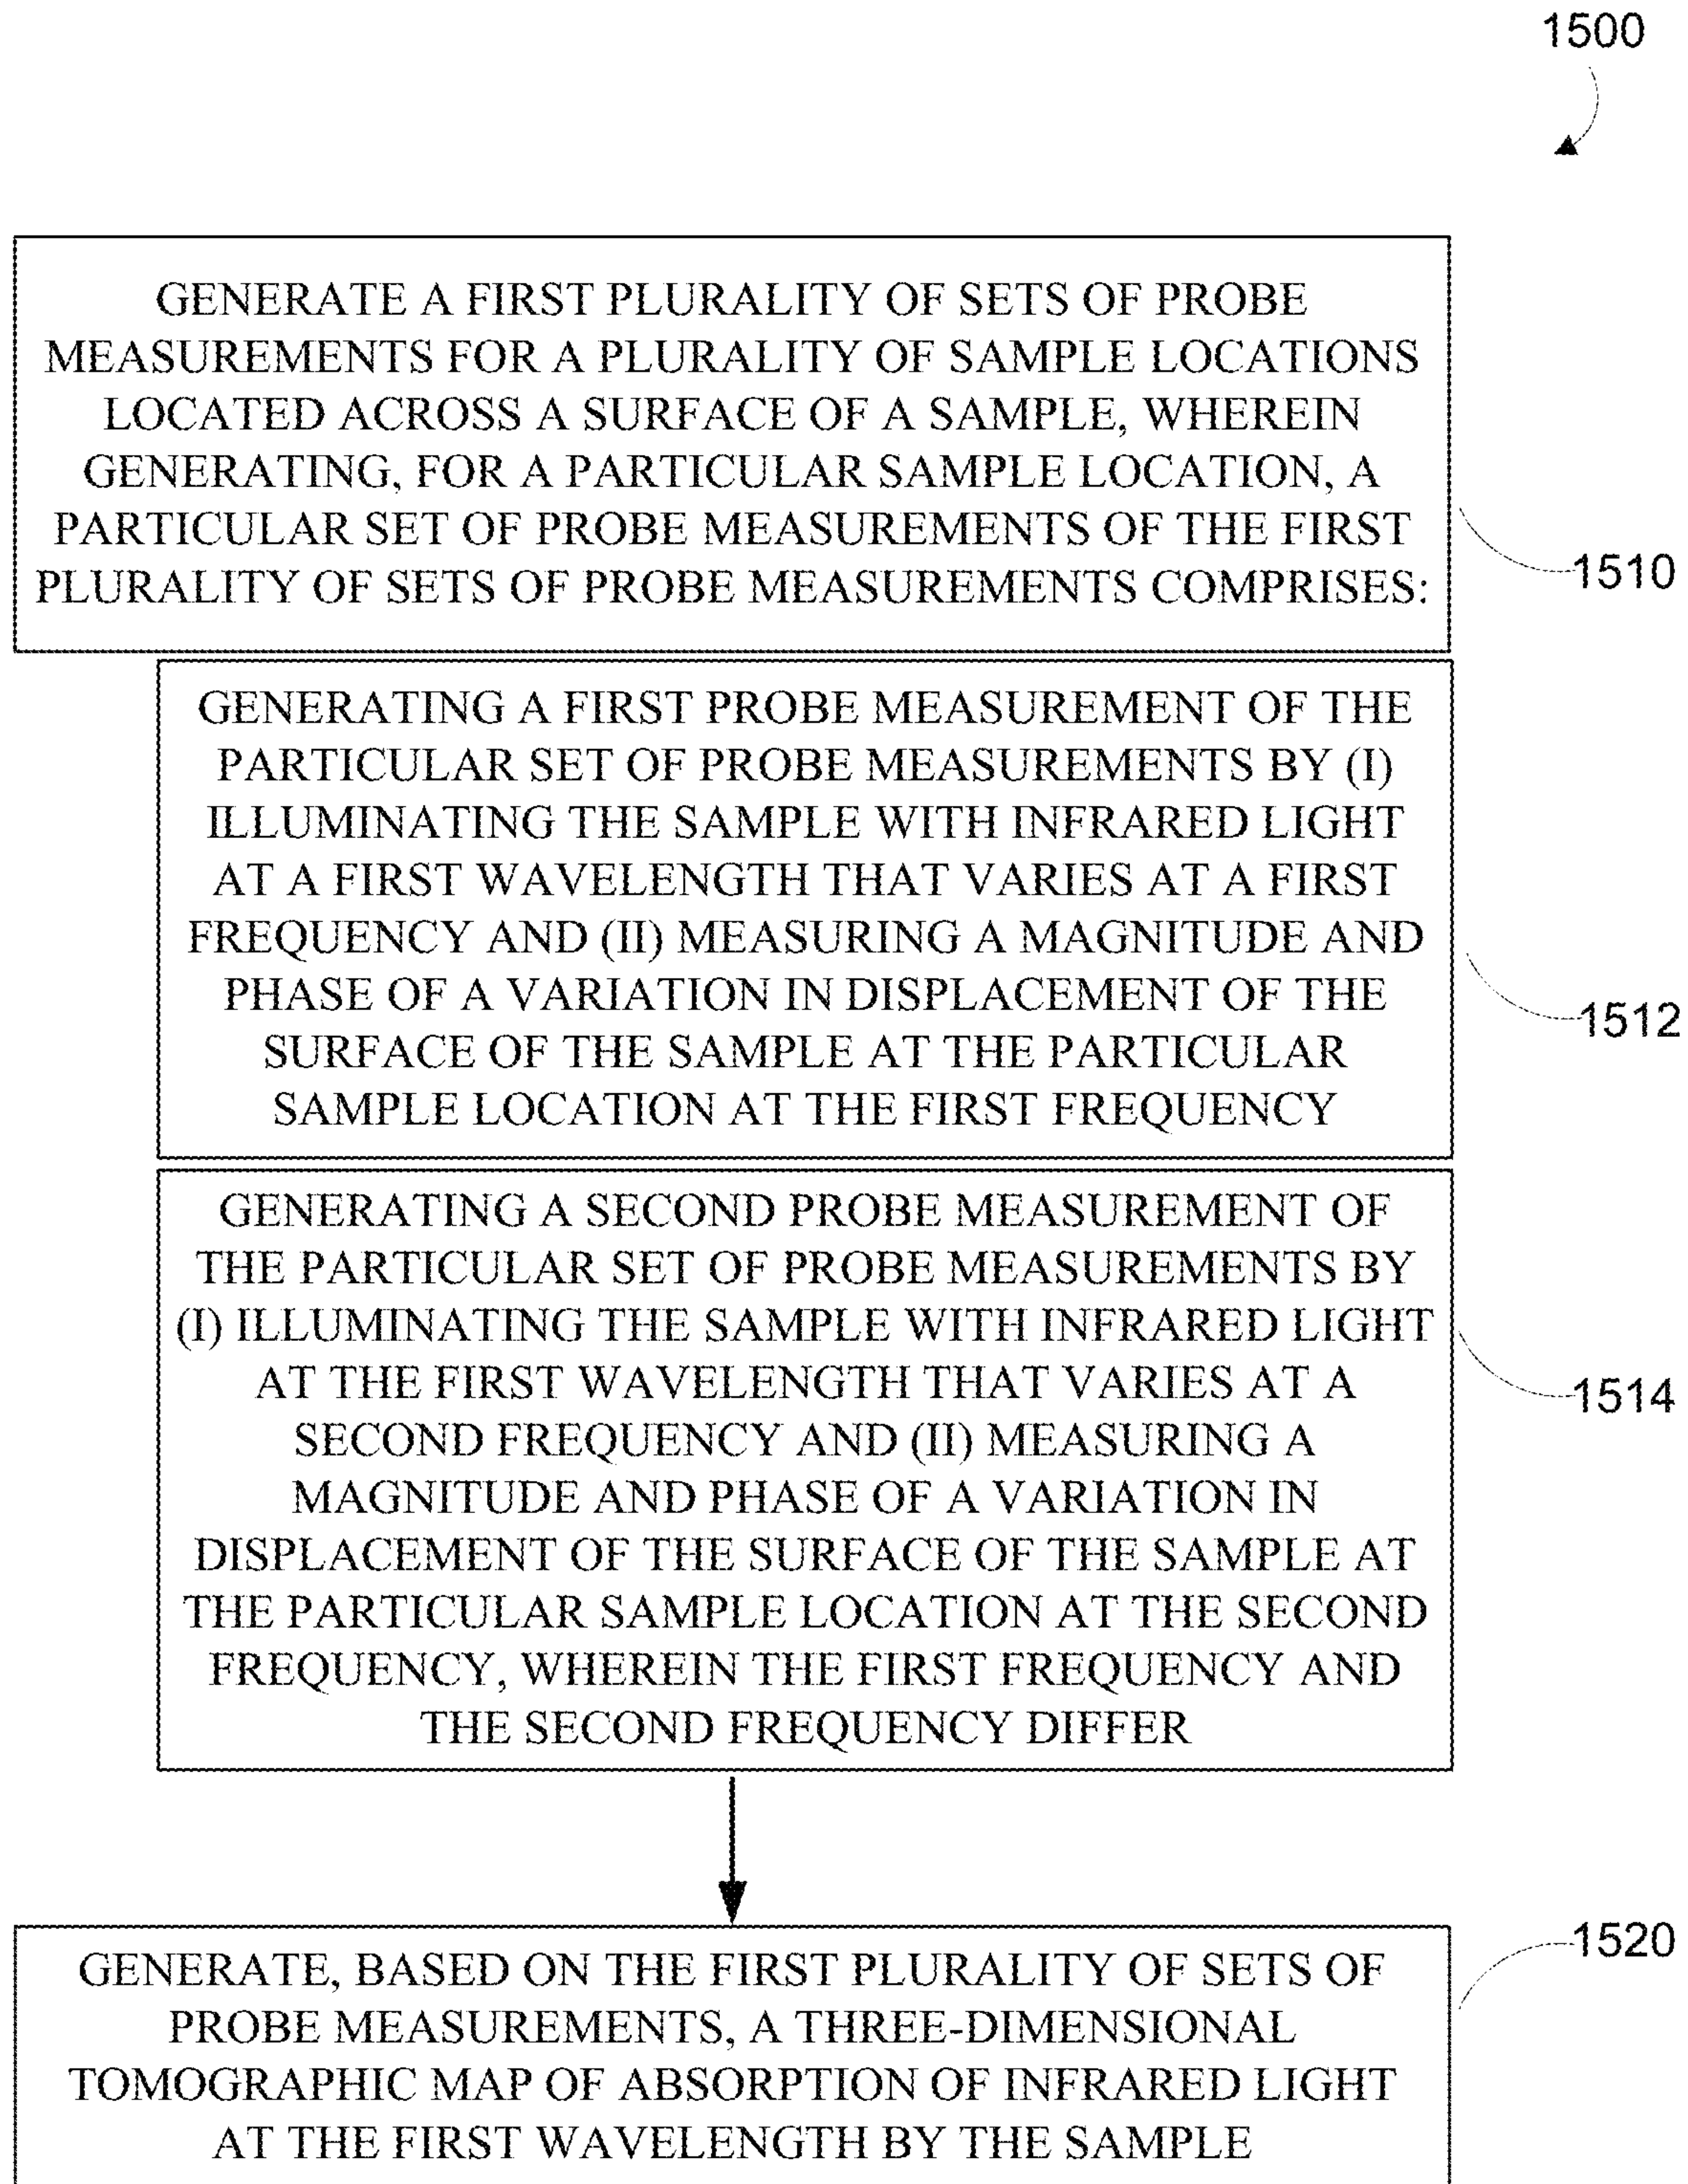 1500
GENERATE A FIRST PLURALITY OF SETS OF PROBE
MEASUREMENTS FOR A PLURALITY OF SAMPLE LOCATIONS
LOCATED ACROSS A SURFACE OF A SAMPLE, WHEREIN
GENERATING, FOR A PARTICULAR SAMPLE LOCATION, A
PARTICULAR SET OF PROBE MEASUREMENTS OF THE FIRST
PLURALITY OF SETS OF PROBE MEASUREMENTS COMPRISES:
1510
GENERATING A FIRST PROBE MEASUREMENT OF THE
PARTICULAR SET OF PROBE MEASUREMENTS BY (I)
ILLUMINATING THE SAMPLE WITH INFRARED LIGHT
AT A FIRST WAVELENGTH THAT VARIES AT A FIRST
FREQUENCY AND (II) MEASURING A MAGNITUDE AND
PHASE OF A VARIATION IN DISPLACEMENT OF THE
SURFACE OF THE SAMPLE AT THE PARTICULAR
SAMPLE LOCATION AT THE FIRST FREQUENCY
1512
GENERATING A SECOND PROBE MEASUREMENT OF
THE PARTICULAR SET OF PROBE MEASUREMENTS BY
(I) ILLUMINATING THE SAMPLE WITH INFRARED LIGHT
AT THE FIRST WAVELENGTH THAT VARIES AT A
SECOND FREQUENCY AND (II) MEASURING A
MAGNITUDE AND PHASE OF A VARIATION IN
DISPLACEMENT OF THE SURFACE OF THE SAMPLE AT
THE PARTICULAR SAMPLE LOCATION AT THE SECOND
FREQUENCY, WHEREIN THE FIRST FREQUENCY AND
THE SECOND FREQUENCY DIFFER
1514
GENERATE, BASED ON THE FIRST PLURALITY OF SETS OF
PROBE MEASUREMENTS, A THREE-DIMENSIONAL
TOMOGRAPHIC MAP OF ABSORPTION OF INFRARED LIGHT
AT THE FIRST WAVELENGTH BY THE SAMPLE
1520